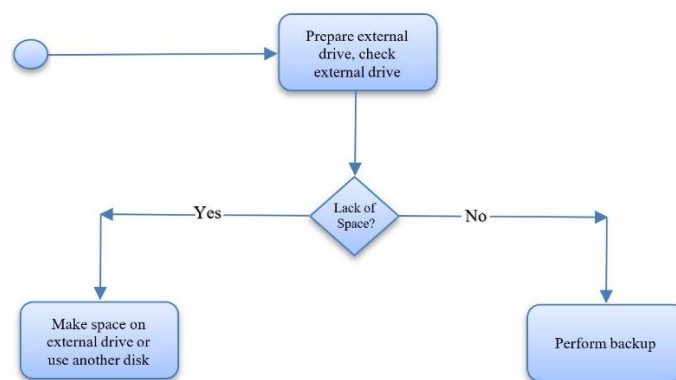 Prepare external
drive, check
external drive
Lack of
Space?
Yes
No
Make space on
external drive or
use another disk
Perform backup